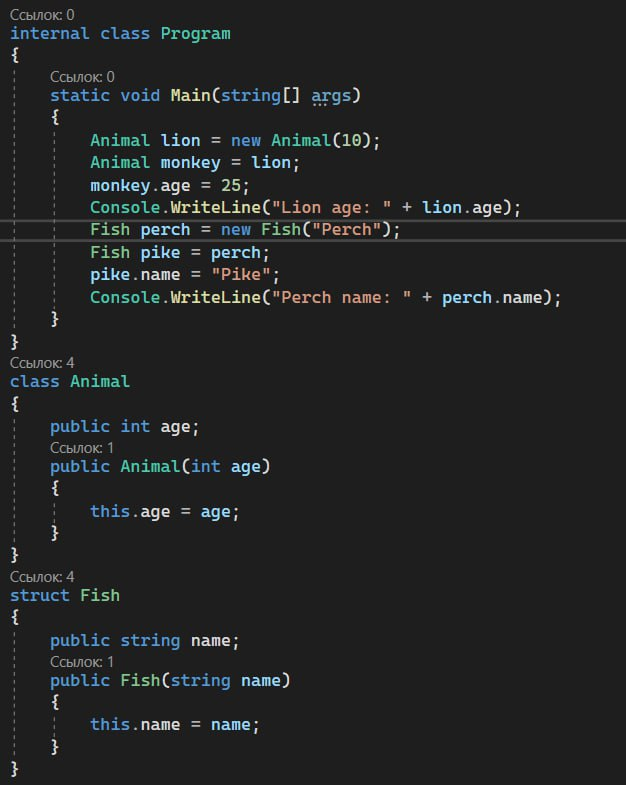 Ссылок: 0
internal class Program
{
Ссылок: 0
static void Main(string[] args)
{
Animal lion = new Animal(10);
Animal monkey = lion;
monkey.age = 25;
Console.WriteLine("Lion age: " + lion.age);
Fish perch = new Fish("Perch");
Fish pike = perch;
pike.name = "Pike";
Console.WriteLine("Perch name: " + perch.name);
}
}
Ссылок: 4
class Animal
{
public int age;
Ссылок: 1
public Animal(int age)
{
this.age = age;
}
}
Ссылок: 4
struct Fish
{
public string name;
Ссылок: 1
public Fish(string name)
{
this.name = name;
}
}